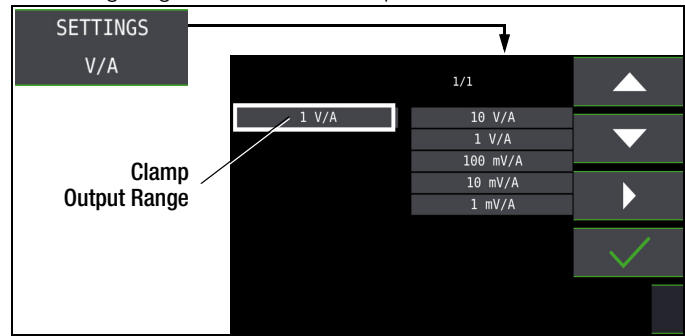 SETTINGS
V/A
1/1
1 V/A
10 V/A
1 V/A
100 mV/A
10 mV/A
1 mV/A
Clamp
Output Range